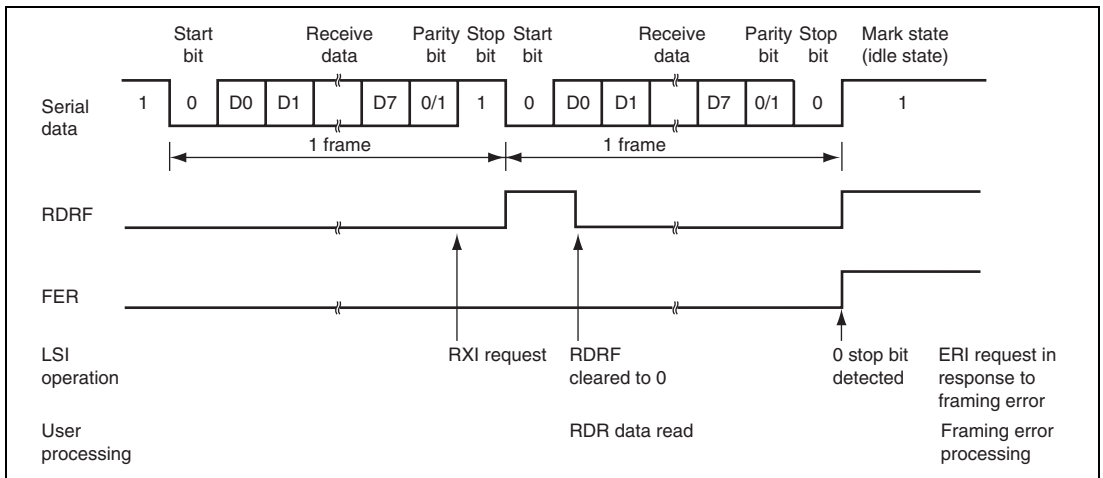 Start bit
Receive data
Parity bit
Stop bit
Start bit
Receive data
Parity bit
Stop bit
Mark state (idle state)
Serial data
1 0 D0 D1 D7 0/1 1 0 D0 D1 D7 0/1 0 1
1 frame 1 frame
RDRF
FER
LSI operation
RXI request
RDRF cleared to 0
0 stop bit detected
ERI request in response to framing error
User processing
RDR data read
Framing error processing